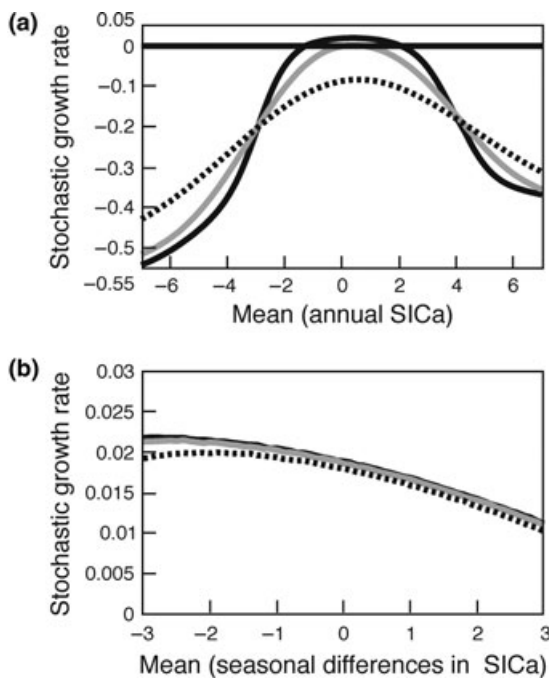 (a)
Stochastic growth rate
0.05
0
−0.1
−0.2
−0.3
−0.4
−0.5
−0.55
−6 −4 −2 0 2 4 6
Mean (annual SICa)
(b)
Stochastic growth rate
0.03
0.025
0.02
0.015
0.01
0.005
0
−3 −2 −1 0 1 2 3
Mean (seasonal differences in SICa)